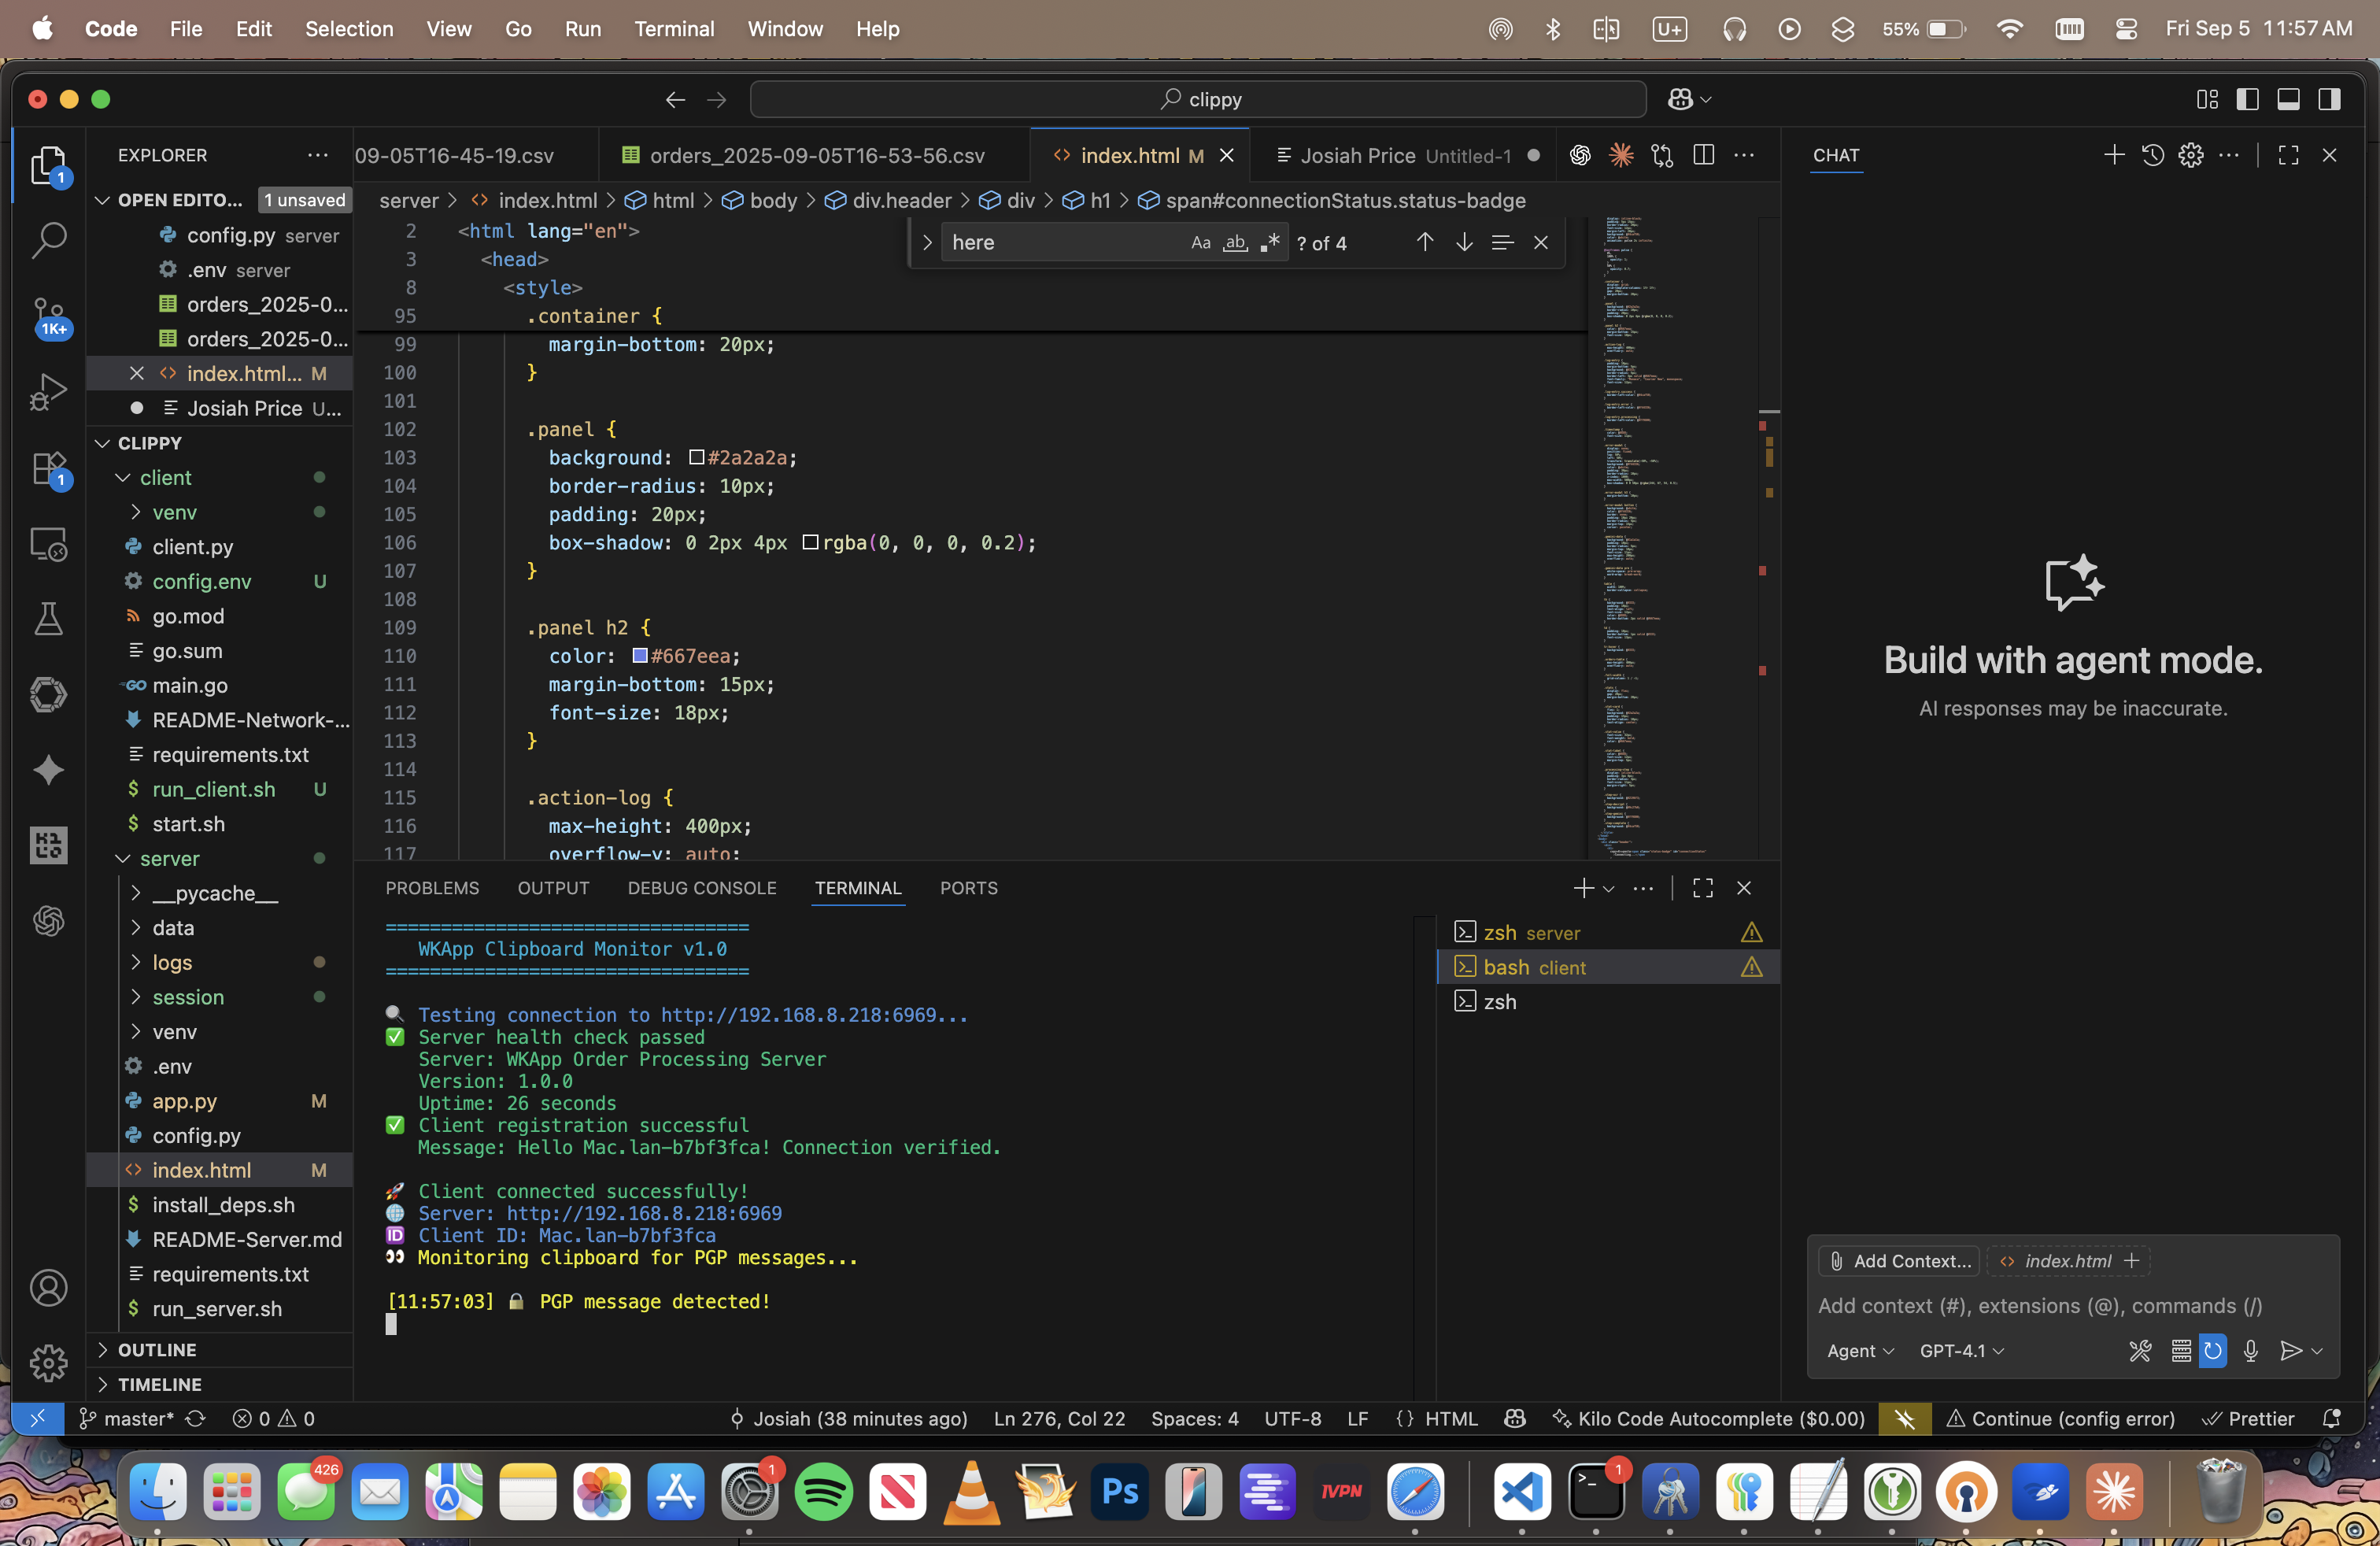 Code File Edit Selection View Go Run Terminal Window Help
U+ 55% Fri Sep 5 11:57 AM
clippy
EXPLORER
OPEN EDITO... 1 unsaved
config.py server
.env server
orders_2025-0...
orders_2025-0...
index.html... M
Josiah Price U...
CLIPPY
client
venv
client.py
config.env U
go.mod
go.sum
main.go
README-Network-...
requirements.txt
run_client.sh U
start.sh
server
__pycache__
data
logs
session
venv
.env
app.py M
config.py
index.html M
install_deps.sh
README-Server.md
requirements.txt
run_server.sh
OUTLINE
TIMELINE
1
1K+
1
09-05T16-45-19.csv orders_2025-09-05T16-53-56.csv index.html M Josiah Price Untitled-1
server > index.html > html > body > div.header > div > h1 > span#connectionStatus.status-badge
here Aa ab ? of 4
2 <html lang="en">
3 <head>
8 <style>
95 .container {
99 margin-bottom: 20px;
100 }
101
102 .panel {
103 background: #2a2a2a;
104 border-radius: 10px;
105 padding: 20px;
106 box-shadow: 0 2px 4px rgba(0, 0, 0, 0.2);
107 }
108
109 .panel h2 {
110 color: #667eea;
111 margin-bottom: 15px;
112 font-size: 18px;
113 }
114
115 .action-log {
116 max-height: 400px;
117 overflow-y: auto;
PROBLEMS OUTPUT DEBUG CONSOLE TERMINAL PORTS
=================================
WKApp Clipboard Monitor v1.0
=================================
Testing connection to http://192.168.8.218:6969...
Server health check passed
Server: WKApp Order Processing Server
Version: 1.0.0
Uptime: 26 seconds
Client registration successful
Message: Hello Mac.lan-b7bf3fca! Connection verified.
Client connected successfully!
Server: http://192.168.8.218:6969
ID Client ID: Mac.lan-b7bf3fca
Monitoring clipboard for PGP messages...
[11:57:03] PGP message detected!
zsh server
bash client
zsh
CHAT
Build with agent mode.
AI responses may be inaccurate.
Add Context... index.html
Add context (#), extensions (@), commands (/)
Agent GPT-4.1
master* 0 0 Josiah (38 minutes ago) Ln 276, Col 22 Spaces: 4 UTF-8 LF {} HTML Kilo Code Autocomplete ($0.00) Continue (config error) Prettier
426 1 Ps IVPN 1